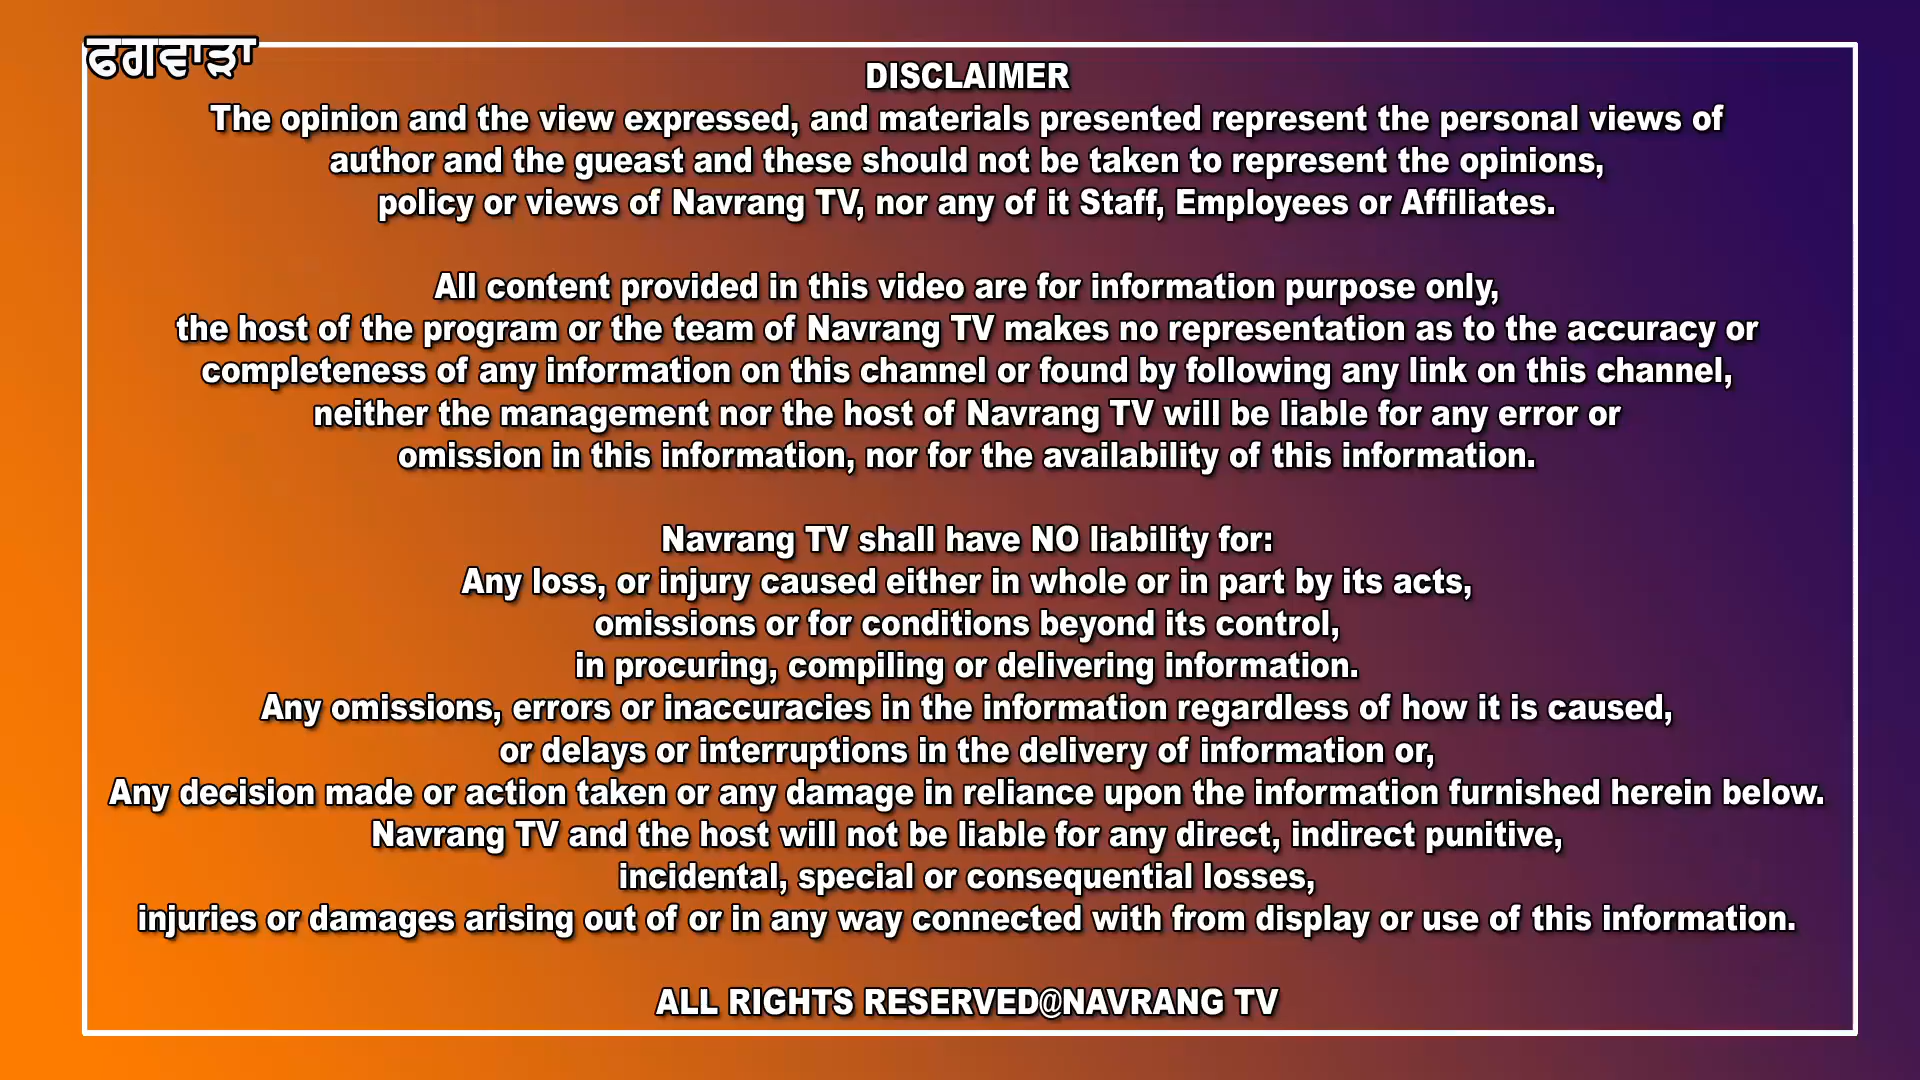 ਫਗਵਾੜਾ
DISCLAIMER
The opinion and the view expressed, and materials presented represent the personal views of
author and the gueast and these should not be taken to represent the opinions,
policy or views of Navrang TV, nor any of it Staff, Employees or Affiliates.
All content provided in this video are for information purpose only,
the host of the program or the team of Navrang TV makes no representation as to the accuracy or
completeness of any information on this channel or found by following any link on this channel,
neither the management nor the host of Navrang TV will be liable for any error or
omission in this information, nor for the availability of this information.
Navrang TV shall have NO liability for:
Any loss, or injury caused either in whole or in part by its acts,
omissions or for conditions beyond its control,
in procuring, compiling or delivering information.
Any omissions, errors or inaccuracies in the information regardless of how it is caused,
or delays or interruptions in the delivery of information or,
Any decision made or action taken or any damage in reliance upon the information furnished herein below.
Navrang TV and the host will not be liable for any direct, indirect punitive,
incidental, special or consequential losses,
injuries or damages arising out of or in any way connected with from display or use of this information.
ALL RIGHTS RESERVED@NAVRANG TV